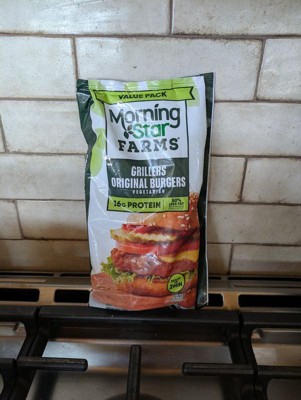 VALUE PACK
Morning
Star
FARMS®
GRILLERS®
ORIGINAL BURGERS
VEGETARIAN
16G PROTEIN